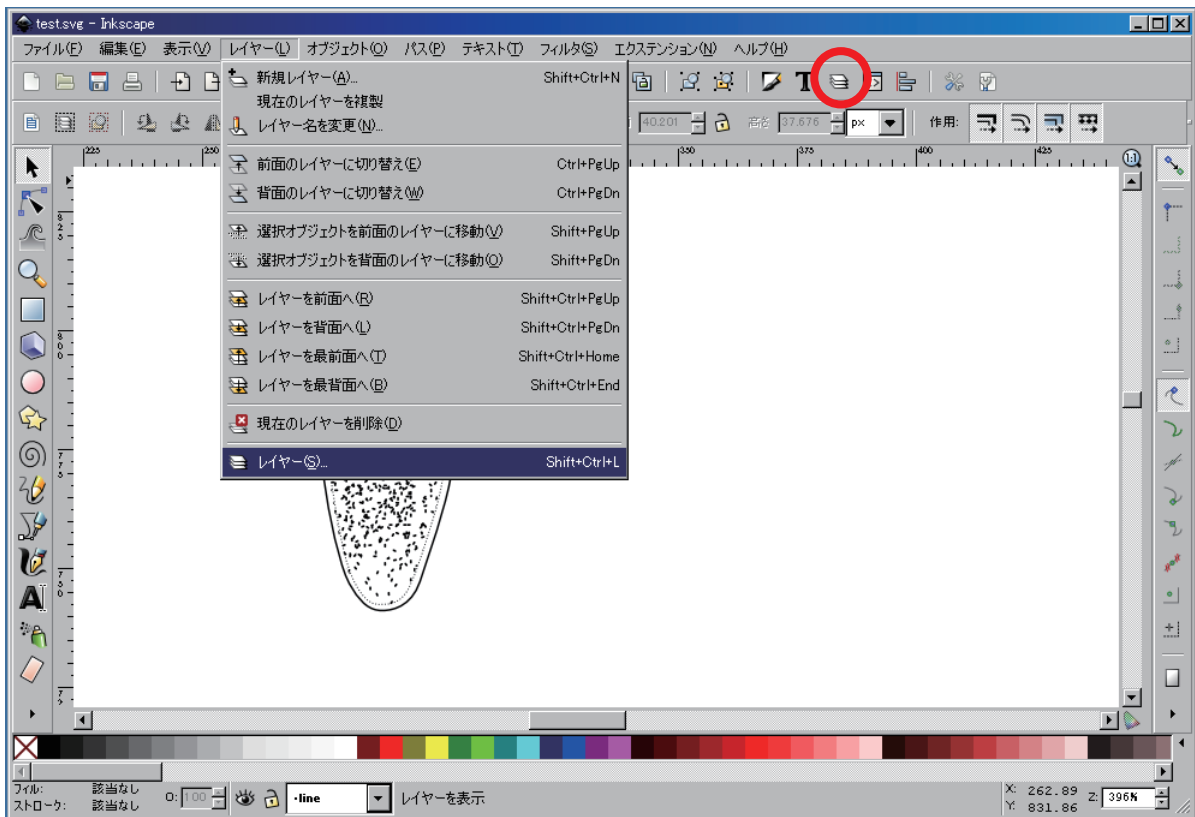 test.svg - Inkscape
ファイル(F) 編集(E) 表示(V) レイヤー(L) オブジェクト(O) パス(P) テキスト(T) フィルタ(S) エクステンション(N) ヘルプ(H)
新規レイヤー(A)... Shift+Ctrl+N
現在のレイヤーを複製
レイヤー名を変更(N)...
40.201 高さ 37.676 px 作用:
225 250 350 375 400 425
前面のレイヤーに切り替え(E) Ctrl+PgUp
背面のレイヤーに切り替え(W) Ctrl+PgDn
選択オブジェクトを前面のレイヤーに移動(V) Shift+PgUp
選択オブジェクトを背面のレイヤーに移動(O) Shift+PgDn
レイヤーを前面へ(R) Shift+Ctrl+PgUp
レイヤーを背面へ(L) Shift+Ctrl+PgDn
レイヤーを最前面へ(T) Shift+Ctrl+Home
レイヤーを最背面へ(B) Shift+Ctrl+End
現在のレイヤーを削除(D)
レイヤー(S)... Shift+Ctrl+L
825
800
775
750
フィル: 該当なし
ストローク: 該当なし
O: 100
·line
レイヤーを表示
X: 262.89
Y: 831.86
Z: 396%